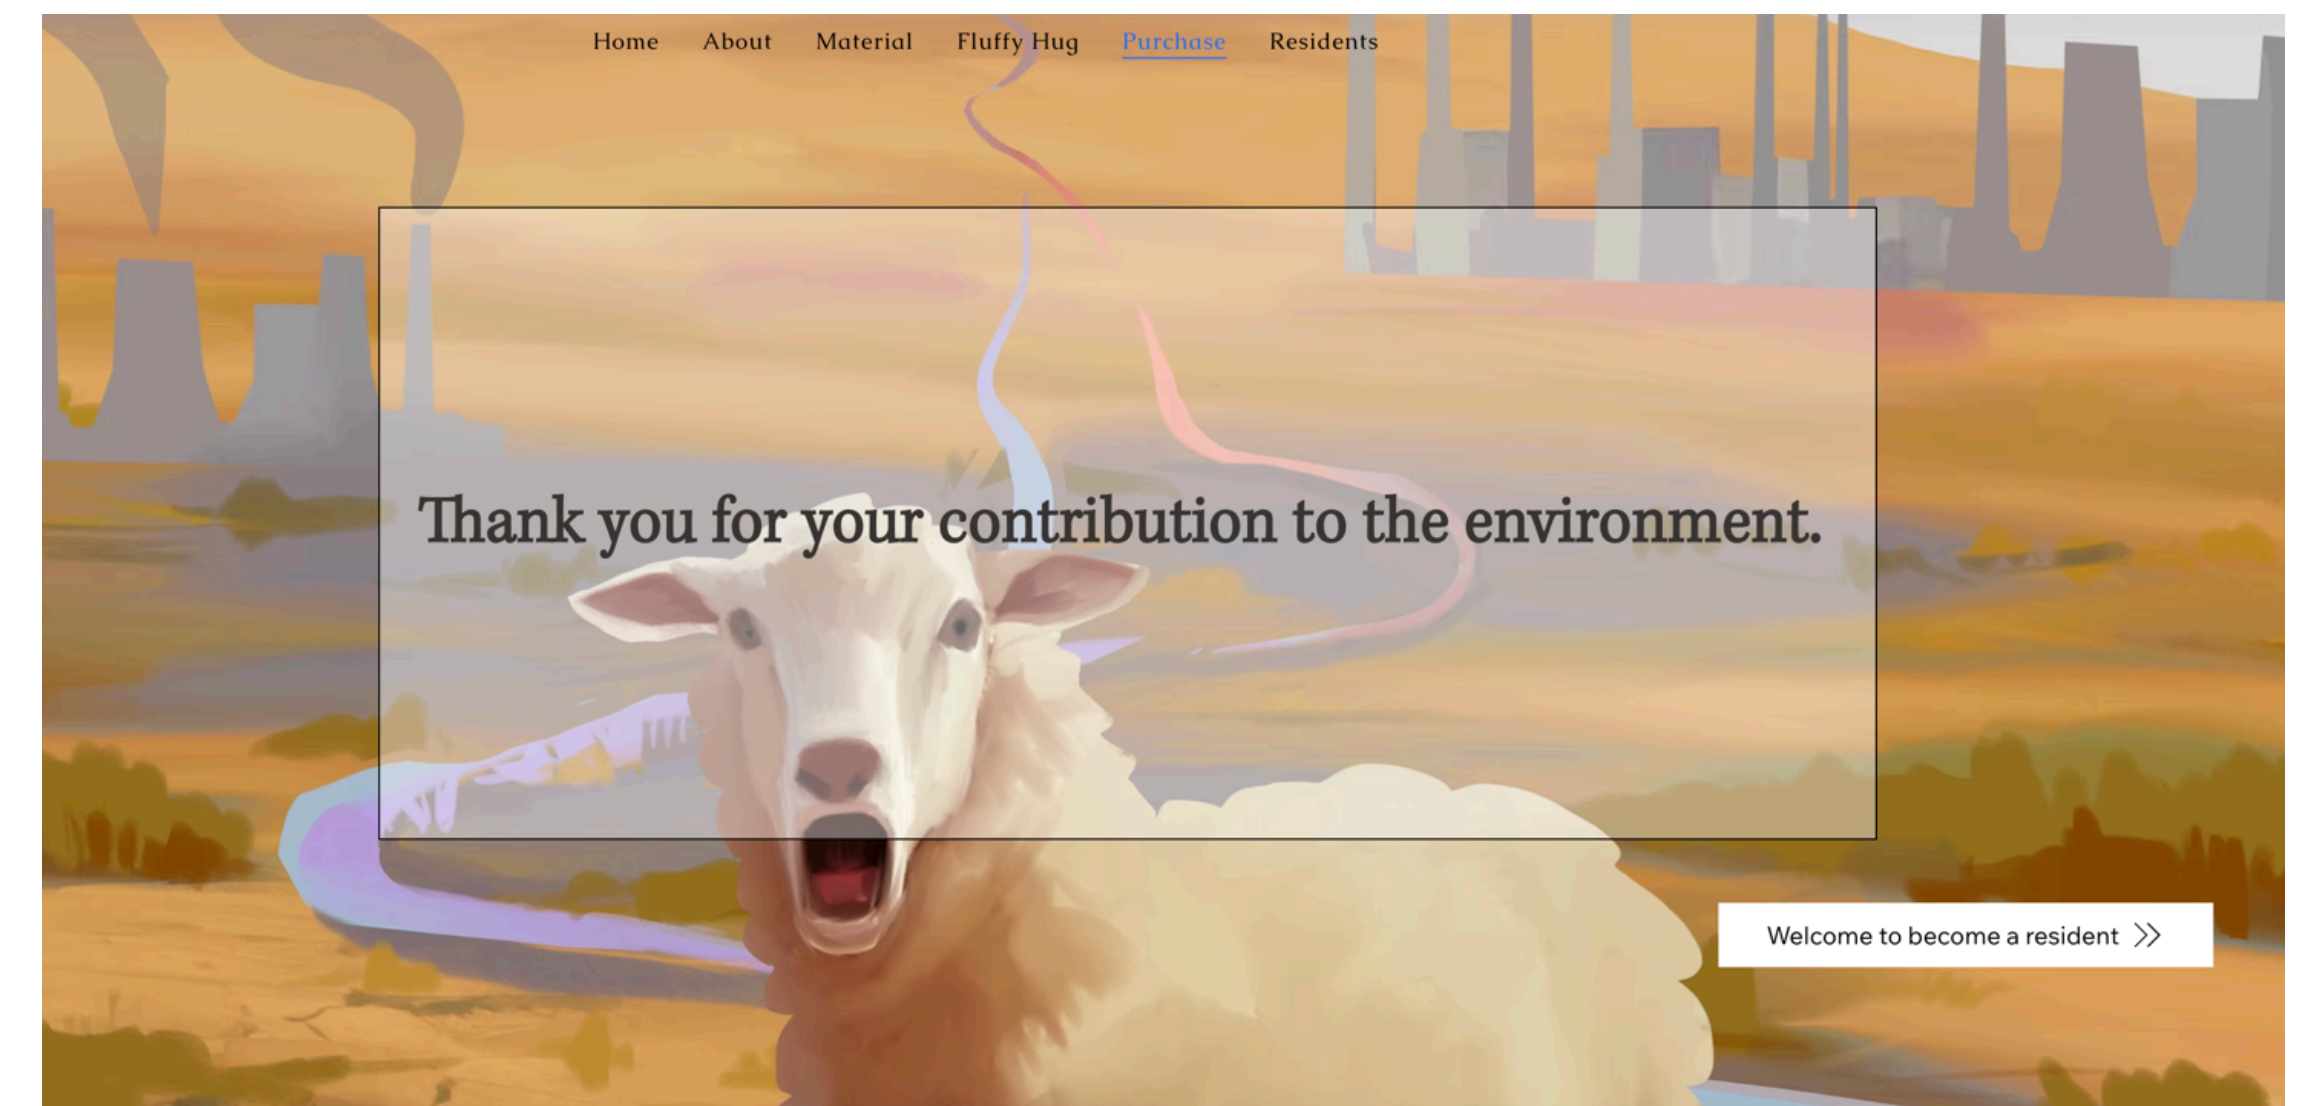 Home About Material Fluffy Hug Purchase Residents
Thank you for your contribution to the environment.
Welcome to become a resident